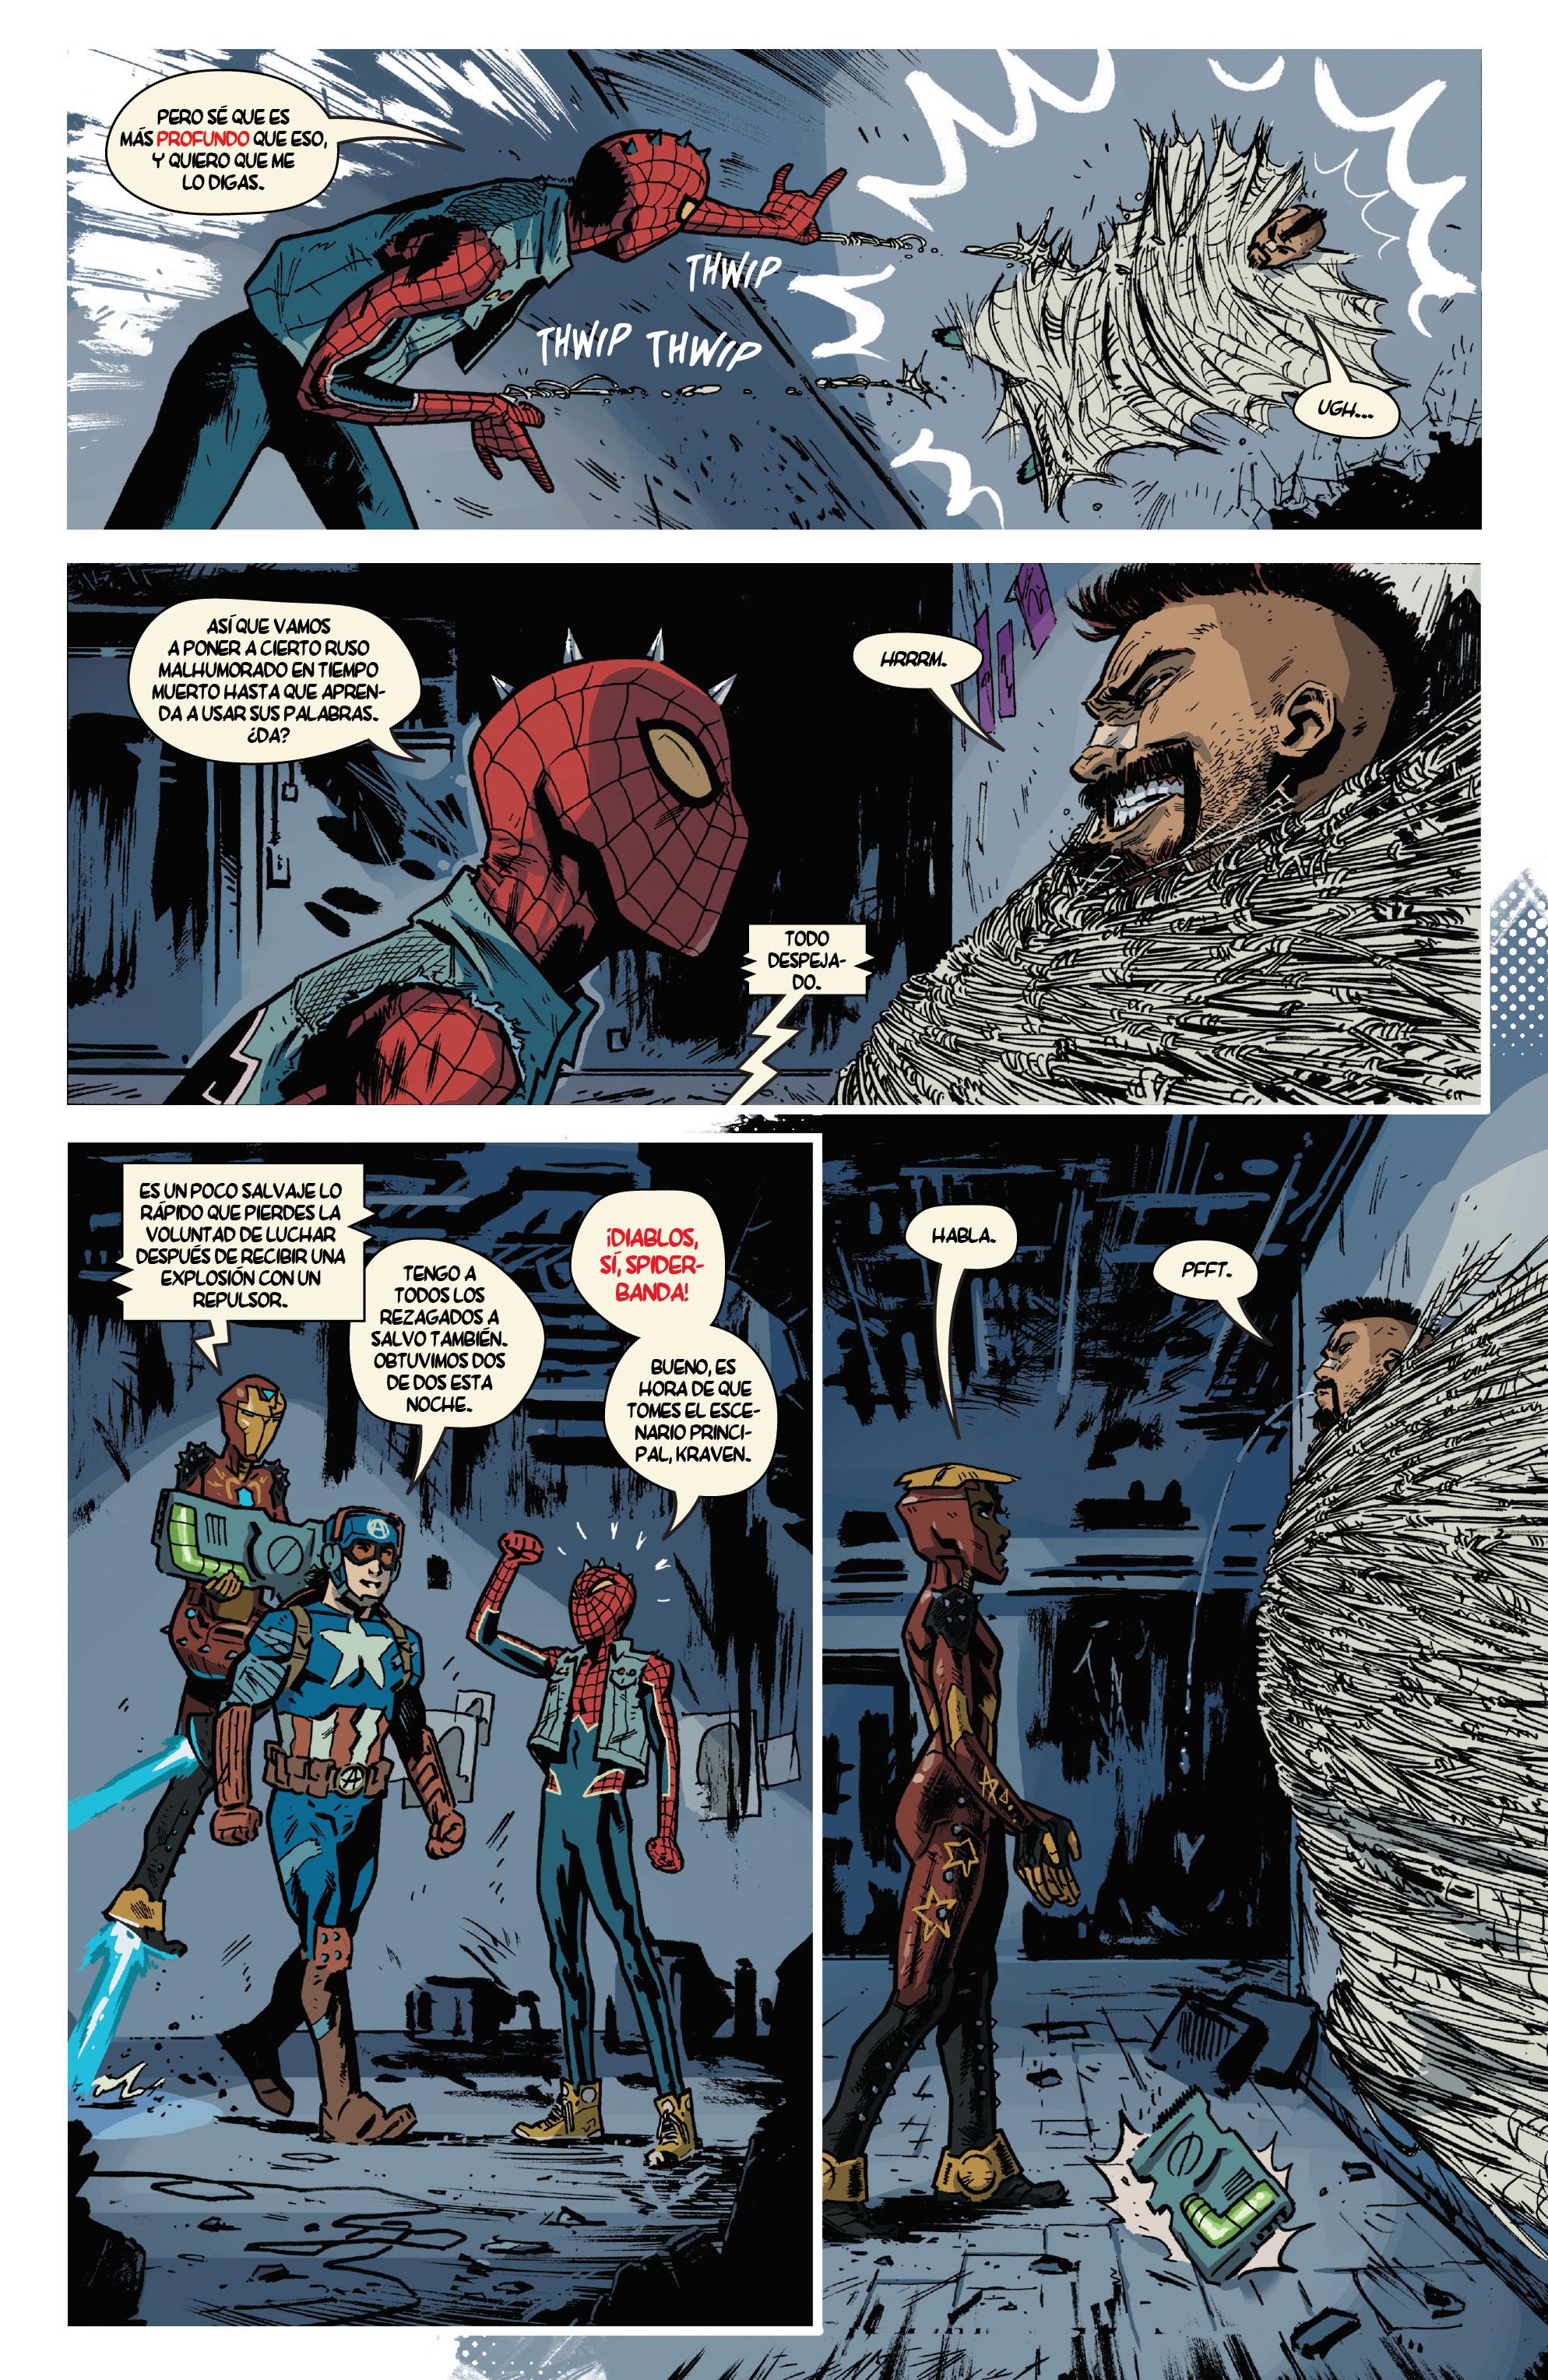 PERO SÉ QUE ES
MÁS PROFUNDO QUE ESO,
Y QUIERO QUE ME
LO DIGAS.
THWIP
THWIP THWIP
UGH...
ASÍ QUE VAMOS
A PONER A CIERTO RUSO
MALHUMORADO EN TIEMPO
MUERTO HASTA QUE APREN-
DA A USAR SUS PALABRAS.
¿DA?
HRRRM.
TODO
DESPEJA-
DO.
ES UN POCO SALVAJE LO
RÁPIDO QUE PIERDES LA
VOLUNTAD DE LUCHAR
DESPUÉS DE RECIBIR UNA
EXPLOSIÓN CON UN
REPULSOR.
TENGO A
TODOS LOS
REZAGADOS A
SALVO TAMBIÉN.
OBTUVIMOS DOS
DE DOS ESTA
NOCHE.
¡DIABLOS,
SÍ, SPIDER-
BANDA!
BUENO, ES
HORA DE QUE
TOMES EL ESCE-
NARIO PRINCI-
PAL, KRAVEN.
A
A
HABLA.
PFFT.